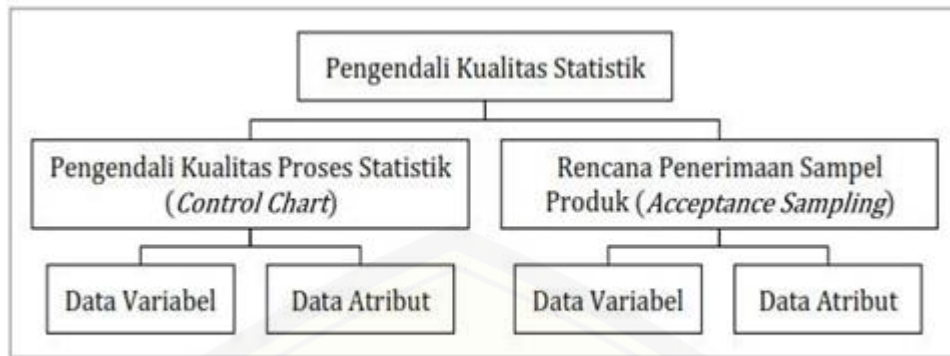 Pengendali Kualitas Statistik
Pengendali Kualitas Proses Statistik
(Control Chart)
Rencana Penerimaan Sampel
Produk (Acceptance Sampling)
Data Variabel
Data Atribut
Data Variabel
Data Atribut